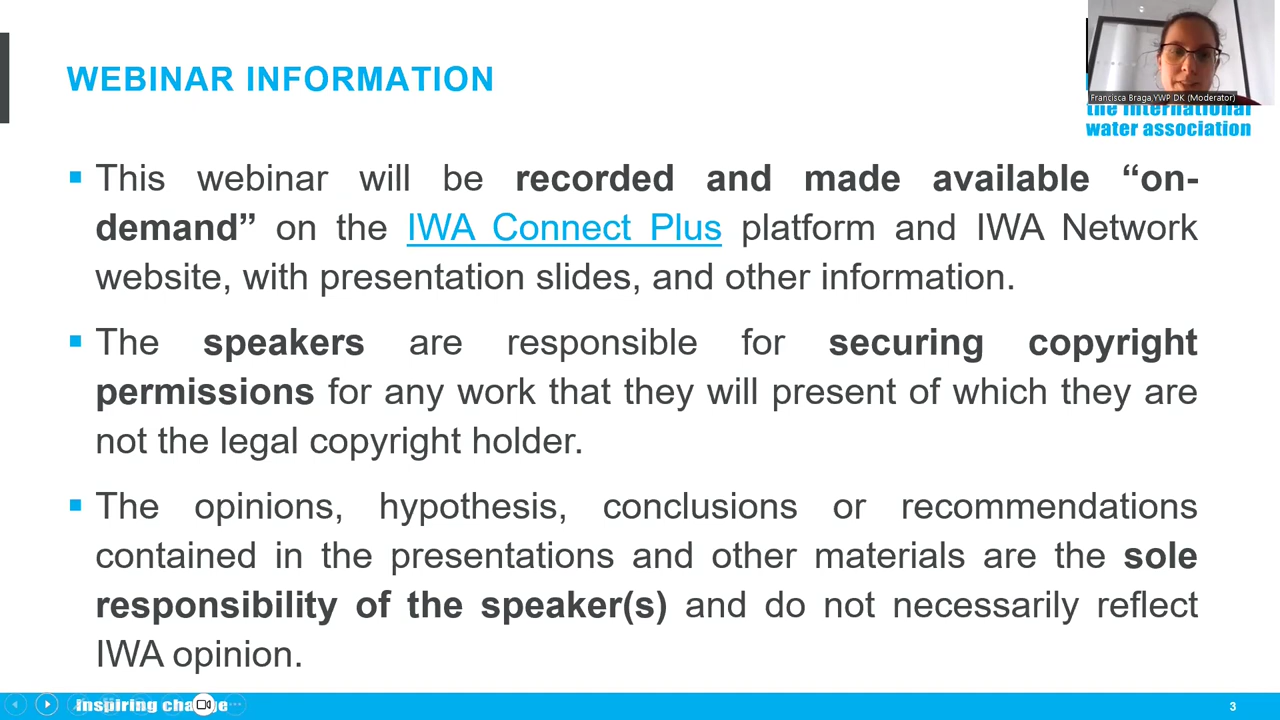 WEBINAR INFORMATION
Francisca Braga,YWP DK (Moderator)
the international
water association
▪ This webinar will be recorded and made available “on-
demand” on the IWA Connect Plus platform and IWA Network
website, with presentation slides, and other information.
▪ The speakers are responsible for securing copyright
permissions for any work that they will present of which they are
not the legal copyright holder.
▪ The opinions, hypothesis, conclusions or recommendations
contained in the presentations and other materials are the sole
responsibility of the speaker(s) and do not necessarily reflect
IWA opinion.
inspiring change
3